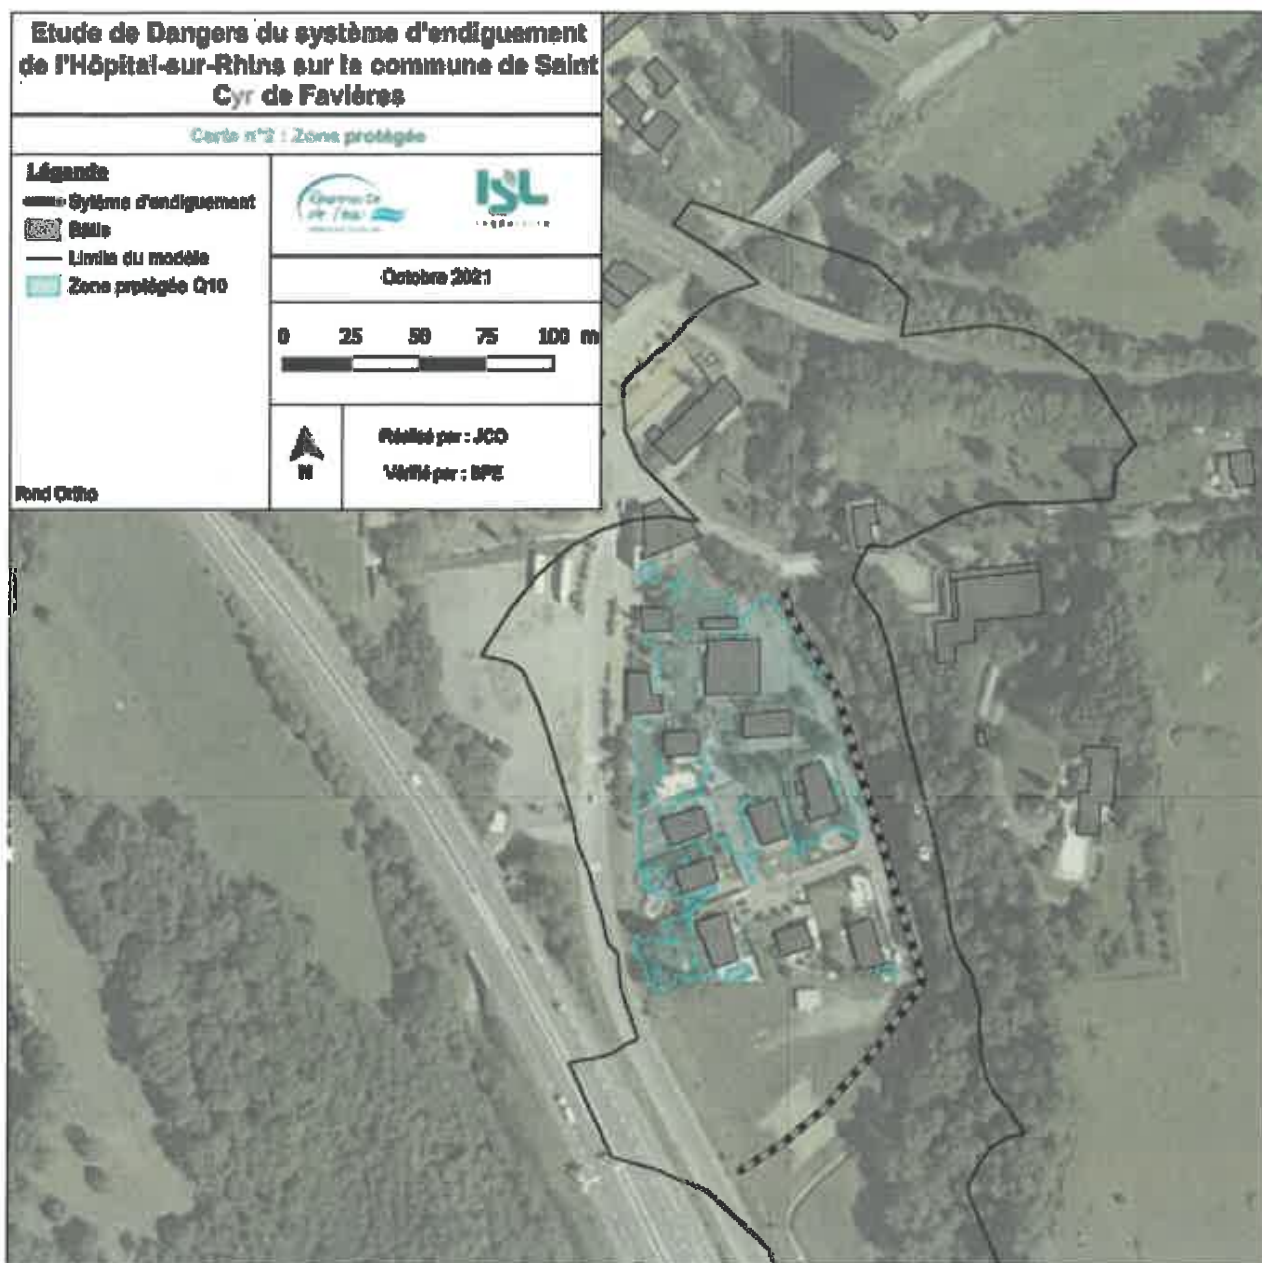 Etude de Dangers du système d'endiguement
de l'Hôpital-sur-Rhins sur la commune de Saint
Cyr de Favières
Carte n°2 : Zone protégée
Légende
Sytème d'endiguement
Bâtis
Limite du modèle
Zone protégée Q10
ISL
Ingénierie
Octobre 2021
0 25 50 75 100 m
N
Réalisé par : JCO
Vérifié par : BPE
Fond Ortho